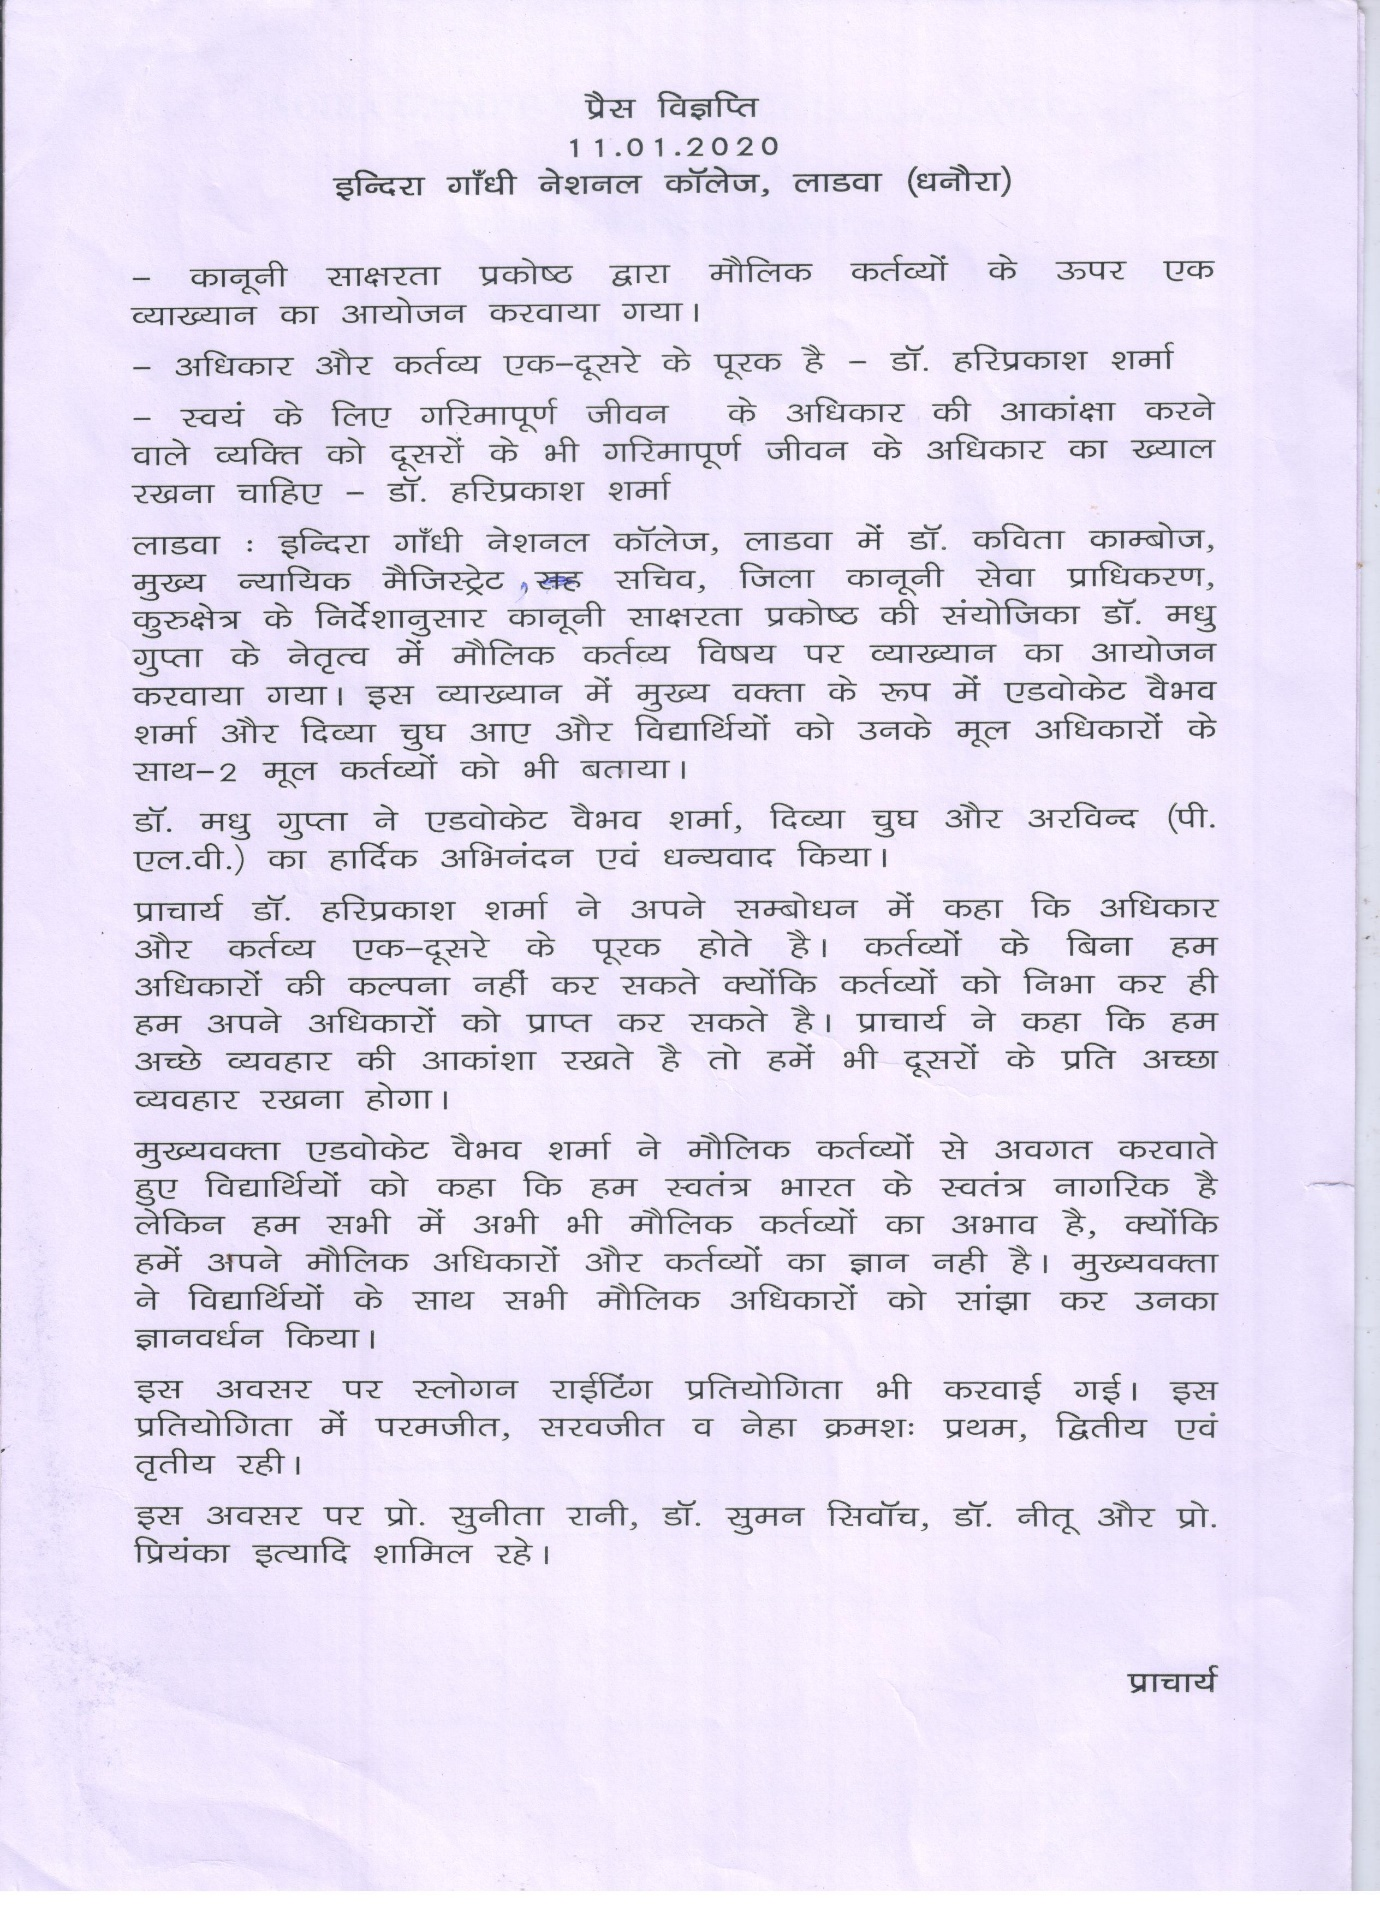 प्रैस विज्ञप्ति
11.01.2020
इन्दिरा गाँधी नेशनल कॉलेज, लाडवा (धनौरा)
– कानूनी साक्षरता प्रकोष्ठ द्वारा मौलिक कर्तव्यों के ऊपर एक
व्याख्यान का आयोजन करवाया गया।
– अधिकार और कर्तव्य एक–दूसरे के पूरक है – डॉ. हरिप्रकाश शर्मा
– स्वयं के लिए गरिमापूर्ण जीवन के अधिकार की आकांक्षा करने
वाले व्यक्ति को दूसरों के भी गरिमापूर्ण जीवन के अधिकार का ख्याल
रखना चाहिए – डॉ. हरिप्रकाश शर्मा
लाडवा : इन्दिरा गाँधी नेशनल कॉलेज, लाडवा में डॉ. कविता काम्बोज,
मुख्य न्यायिक मैजिस्ट्रेट, सह सचिव, जिला कानूनी सेवा प्राधिकरण,
कुरुक्षेत्र के निर्देशानुसार कानूनी साक्षरता प्रकोष्ठ की संयोजिका डॉ. मधु
गुप्ता के नेतृत्व में मौलिक कर्तव्य विषय पर व्याख्यान का आयोजन
करवाया गया। इस व्याख्यान में मुख्य वक्ता के रूप में एडवोकेट वैभव
शर्मा और दिव्या चुघ आए और विद्यार्थियों को उनके मूल अधिकारों के
साथ–2 मूल कर्तव्यों को भी बताया।
डॉ. मधु गुप्ता ने एडवोकेट वैभव शर्मा, दिव्या चुघ और अरविन्द (पी.
एल.वी.) का हार्दिक अभिनंदन एवं धन्यवाद किया।
प्राचार्य डॉ. हरिप्रकाश शर्मा ने अपने सम्बोधन में कहा कि अधिकार
और कर्तव्य एक–दूसरे के पूरक होते है। कर्तव्यों के बिना हम
अधिकारों की कल्पना नहीं कर सकते क्योंकि कर्तव्यों को निभा कर ही
हम अपने अधिकारों को प्राप्त कर सकते है। प्राचार्य ने कहा कि हम
अच्छे व्यवहार की आकांशा रखते है तो हमें भी दूसरों के प्रति अच्छा
व्यवहार रखना होगा।
मुख्यवक्ता एडवोकेट वैभव शर्मा ने मौलिक कर्तव्यों से अवगत करवाते
हुए विद्यार्थियों को कहा कि हम स्वतंत्र भारत के स्वतंत्र नागरिक है
लेकिन हम सभी में अभी भी मौलिक कर्तव्यों का अभाव है, क्योंकि
हमें अपने मौलिक अधिकारों और कर्तव्यों का ज्ञान नही है। मुख्यवक्ता
ने विद्यार्थियों के साथ सभी मौलिक अधिकारों को सांझा कर उनका
ज्ञानवर्धन किया।
इस अवसर पर स्लोगन राईटिंग प्रतियोगिता भी करवाई गई। इस
प्रतियोगिता में परमजीत, सरवजीत व नेहा क्रमशः प्रथम, द्वितीय एवं
तृतीय रही।
इस अवसर पर प्रो. सुनीता रानी, डॉ. सुमन सिवॉच, डॉ. नीतू और प्रो.
प्रियंका इत्यादि शामिल रहे।
प्राचार्य